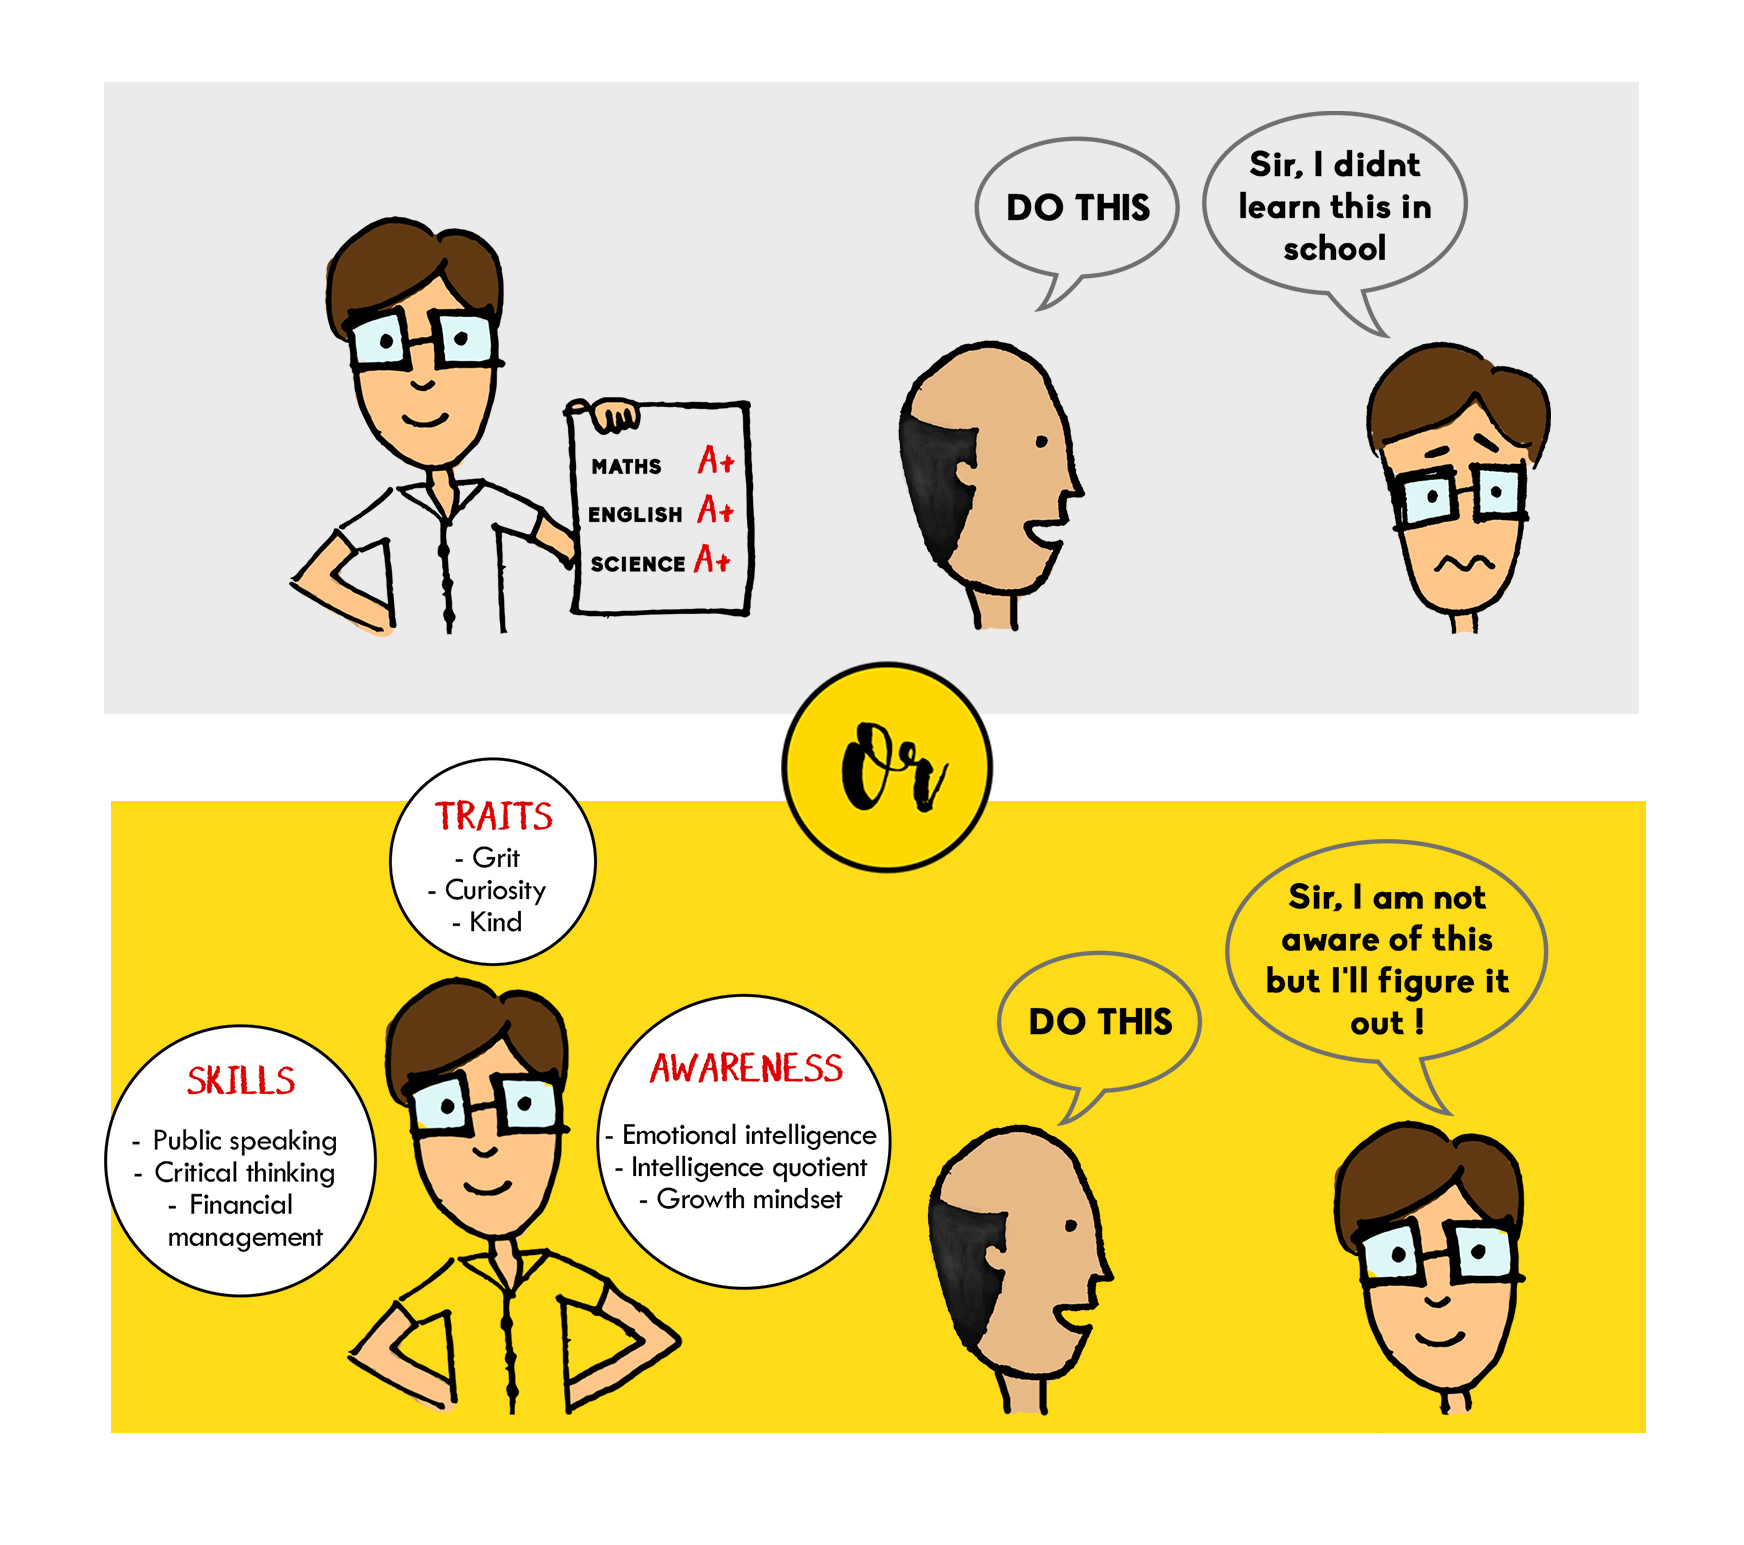 DO THIS
Sir, I didnt
learn this in
school
MATHS A+
ENGLISH A+
SCIENCE A+
Or
TRAITS
- Grit
- Curiosity
- Kind
SKILLS
- Public speaking
- Critical thinking
- Financial
management
AWARENESS
- Emotional intelligence
- Intelligence quotient
- Growth mindset
DO THIS
Sir, I am not
aware of this
but I'll figure it
out !